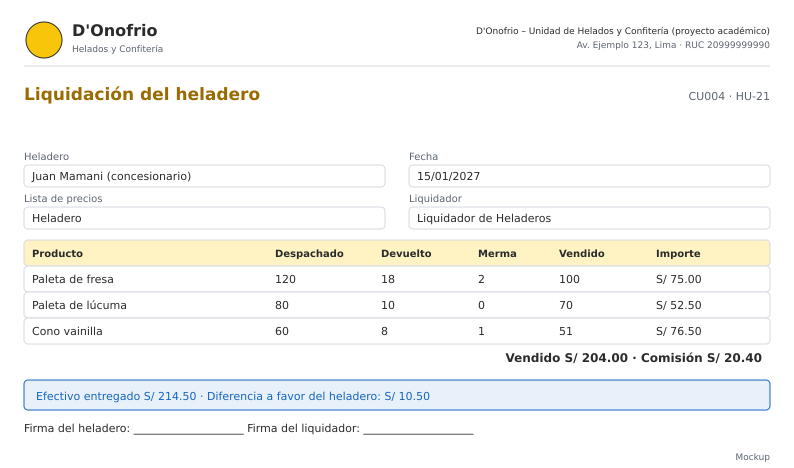 D'Onofrio
Helados y Confitería
D'Onofrio – Unidad de Helados y Confitería (proyecto académico)
Av. Ejemplo 123, Lima · RUC 20999999990
Liquidación del heladero
CU004 · HU-21
Heladero
Fecha
Juan Mamani (concesionario)
15/01/2027
Lista de precios
Liquidador
Heladero
Liquidador de Heladeros
Producto Despachado Devuelto Merma Vendido Importe
Paleta de fresa 120 18 2 100 S/ 75.00
Paleta de lúcuma 80 10 0 70 S/ 52.50
Cono vainilla 60 8 1 51 S/ 76.50
Vendido S/ 204.00 · Comisión S/ 20.40
Efectivo entregado S/ 214.50 · Diferencia a favor del heladero: S/ 10.50
Firma del heladero: ____________________ Firma del liquidador: ____________________
Mockup